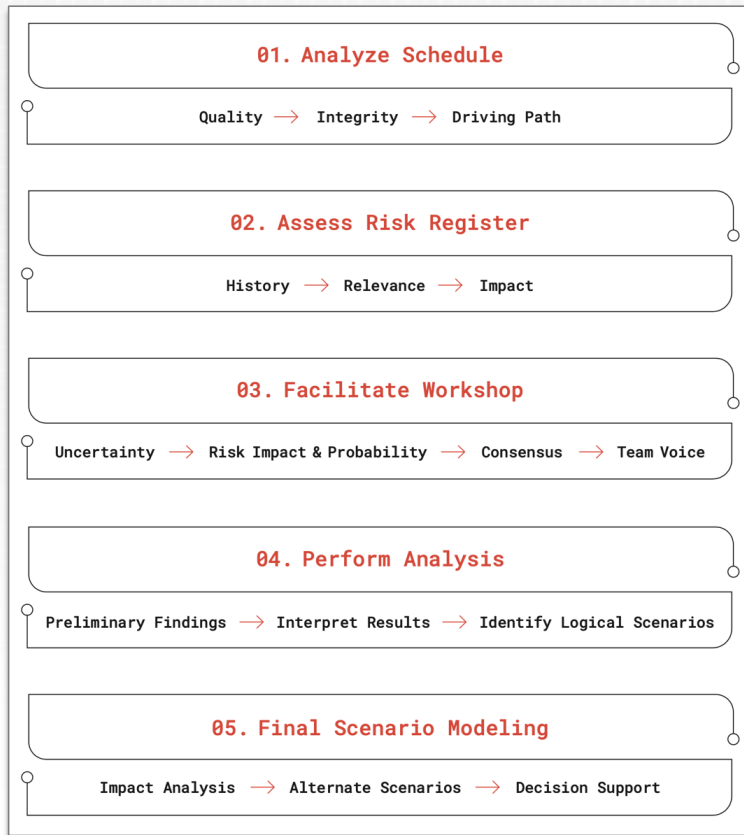 01. Analyze Schedule
Quality → Integrity → Driving Path
02. Assess Risk Register
History → Relevance → Impact
03. Facilitate Workshop
Uncertainty → Risk Impact & Probability → Consensus → Team Voice
04. Perform Analysis
Preliminary Findings → Interpret Results → Identify Logical Scenarios
05. Final Scenario Modeling
Impact Analysis → Alternate Scenarios → Decision Support